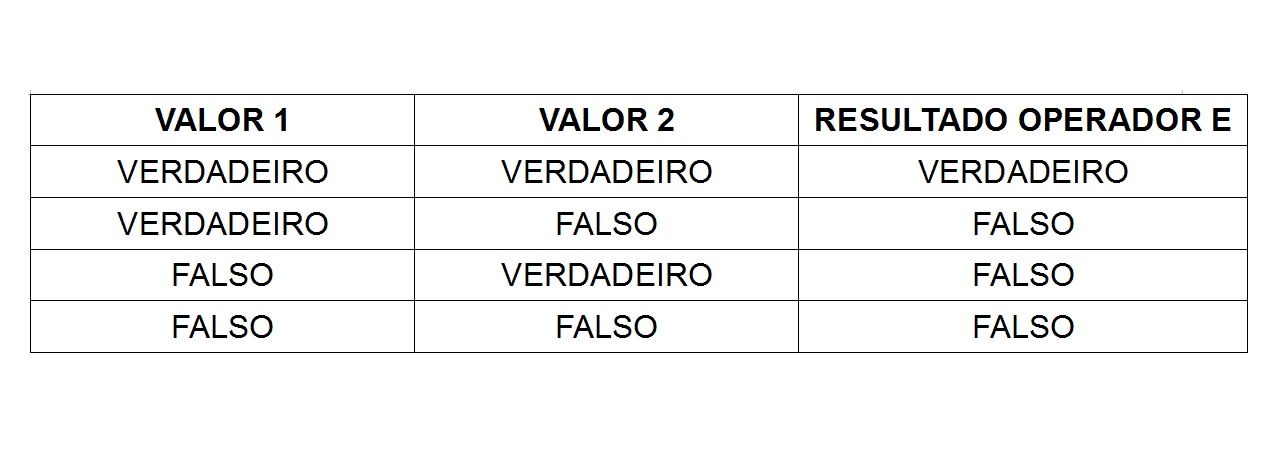 VALOR 1 VALOR 2 RESULTADO OPERADOR E
VERDADEIRO VERDADEIRO VERDADEIRO
VERDADEIRO FALSO FALSO
FALSO VERDADEIRO FALSO
FALSO FALSO FALSO